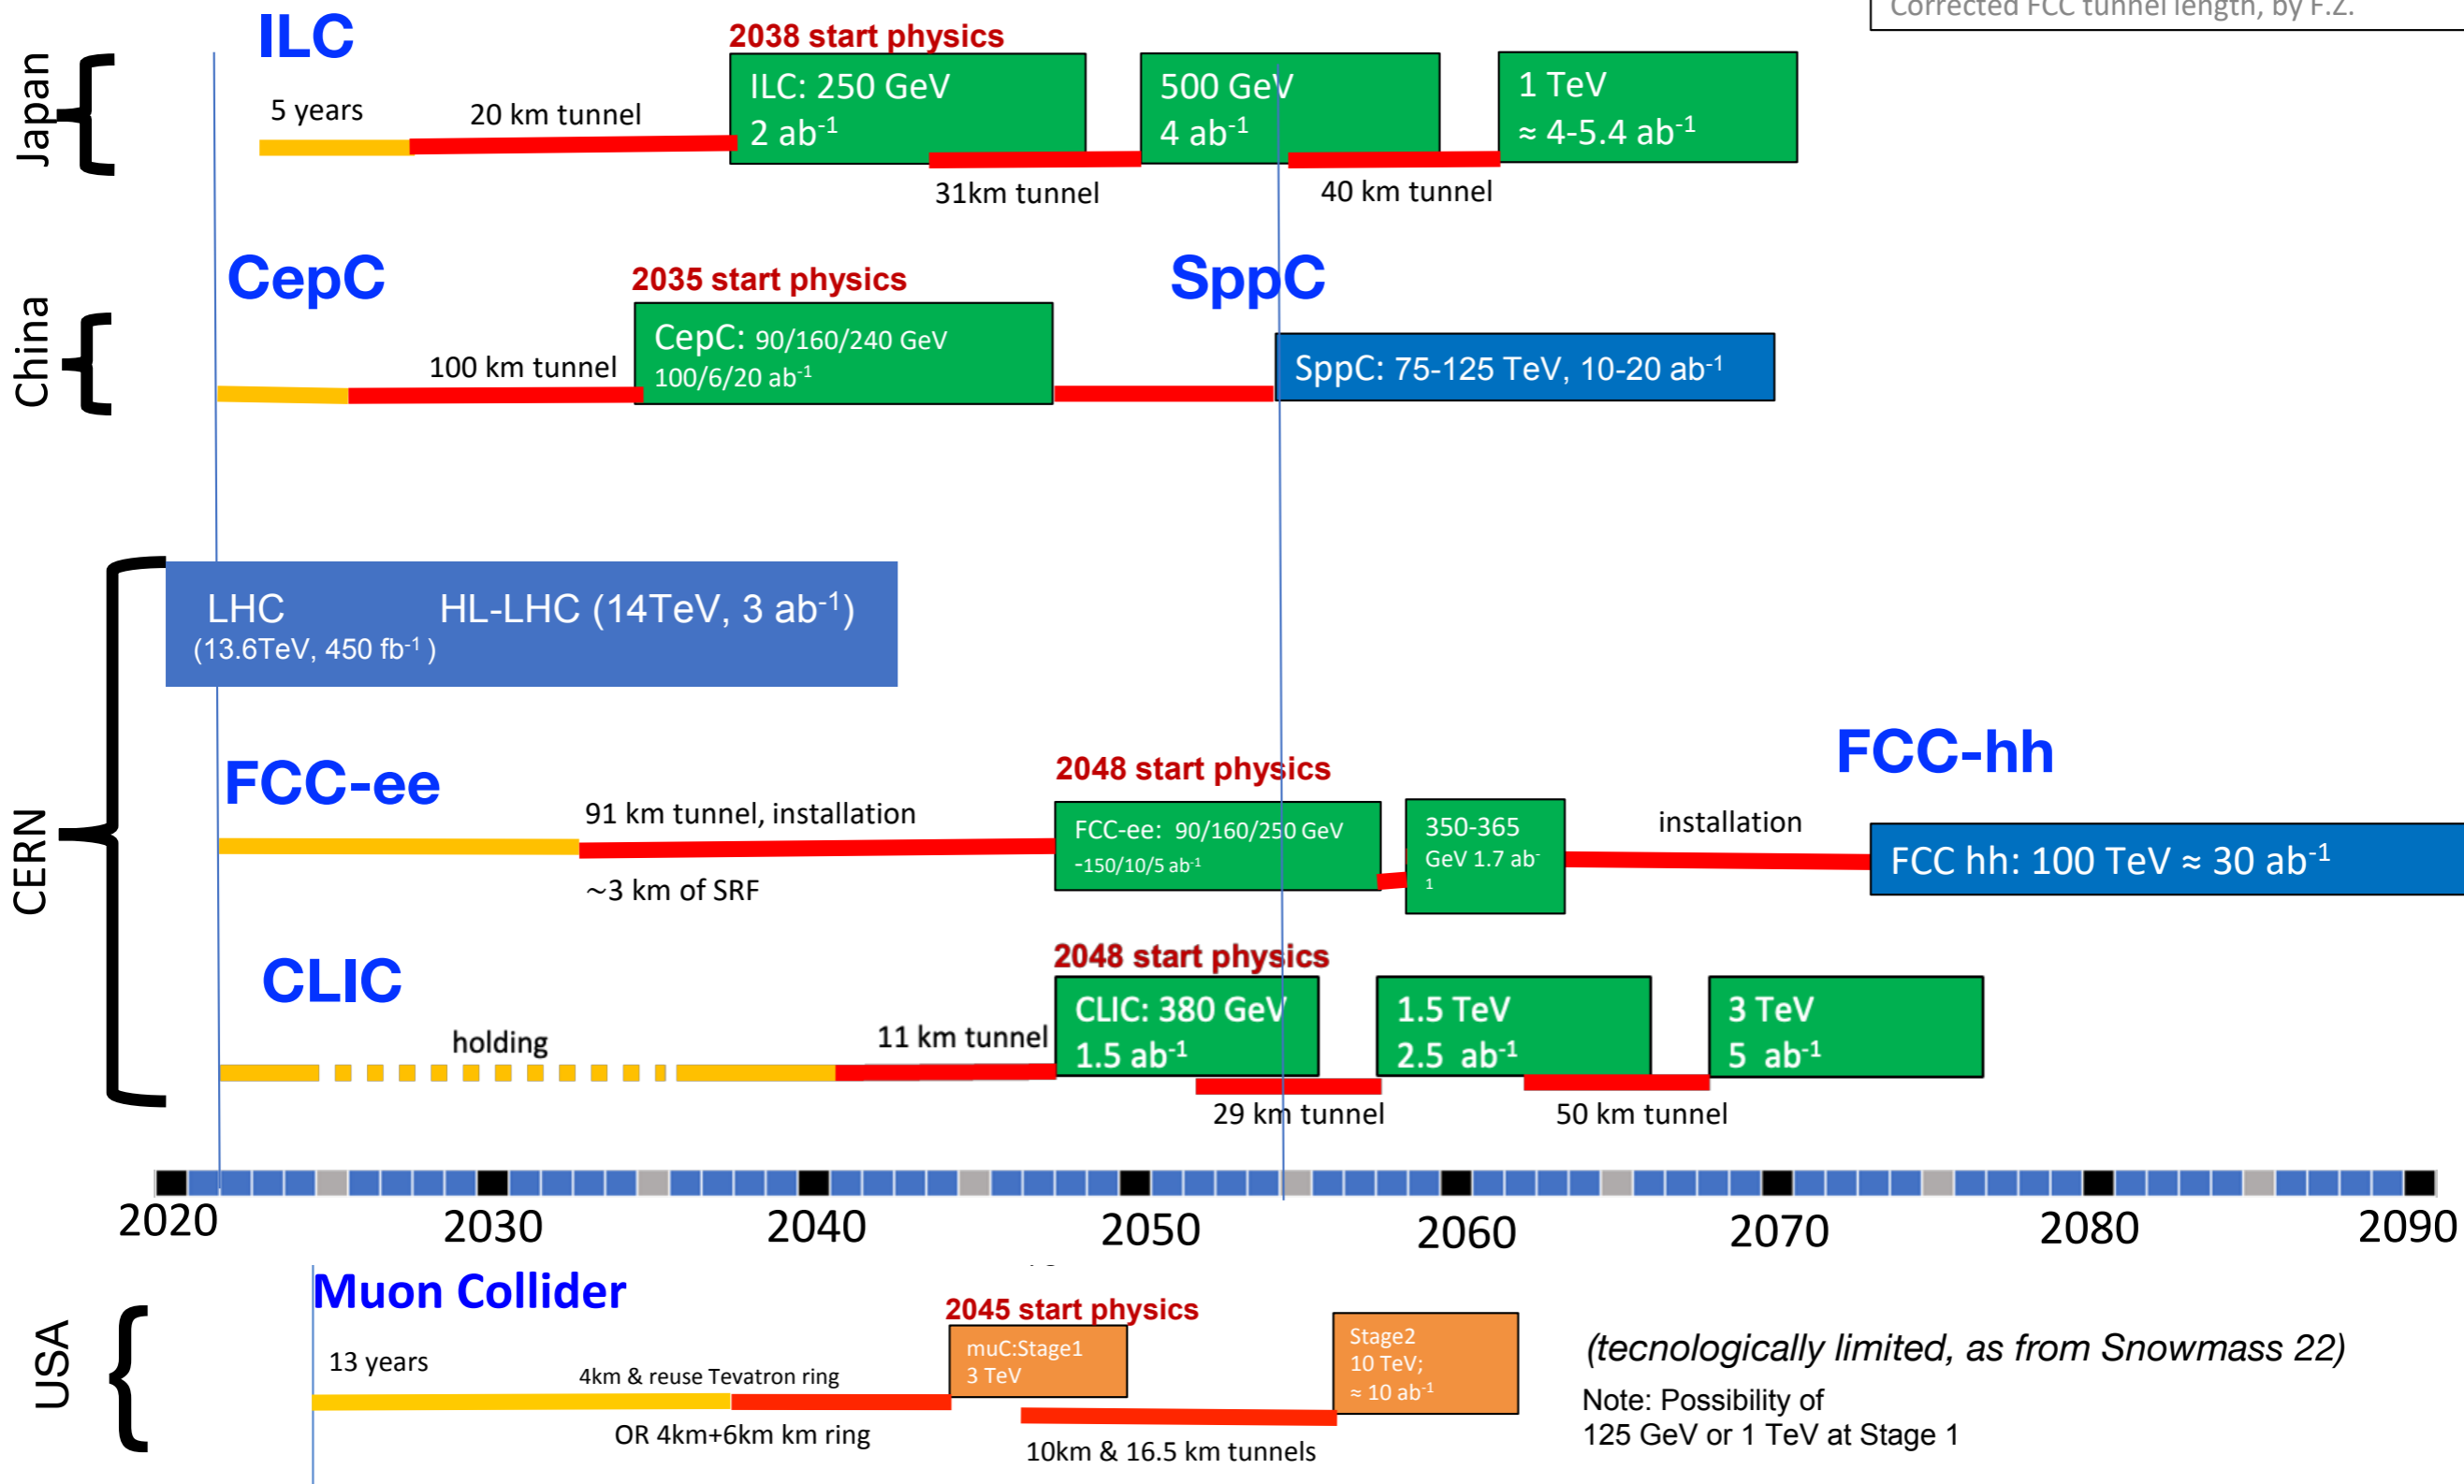 Corrected FCC tunnel length, by F.Z.
Japan
ILC
5 years
20 km tunnel
2038 start physics
ILC: 250 GeV
2 ab⁻¹
31km tunnel
500 GeV
4 ab⁻¹
40 km tunnel
1 TeV
≈ 4-5.4 ab⁻¹
China
CepC
100 km tunnel
2035 start physics
CepC: 90/160/240 GeV
100/6/20 ab⁻¹
SppC
SppC: 75-125 TeV, 10-20 ab⁻¹
CERN
LHC
(13.6TeV, 450 fb⁻¹ )
HL-LHC (14TeV, 3 ab⁻¹)
FCC-ee
91 km tunnel, installation
~3 km of SRF
2048 start physics
FCC-ee: 90/160/250 GeV
-150/10/5 ab⁻¹
350-365
GeV 1.7 ab⁻
¹
installation
FCC-hh
FCC hh: 100 TeV ≈ 30 ab⁻¹
CLIC
holding
11 km tunnel
2048 start physics
CLIC: 380 GeV
1.5 ab⁻¹
29 km tunnel
1.5 TeV
2.5 ab⁻¹
50 km tunnel
3 TeV
5 ab⁻¹
2020 2030 2040 2050 2060 2070 2080 2090
USA
Muon Collider
13 years
4km & reuse Tevatron ring
OR 4km+6km km ring
2045 start physics
muC:Stage1
3 TeV
10km & 16.5 km tunnels
Stage2
10 TeV;
≈ 10 ab⁻¹
(tecnologically limited, as from Snowmass 22)
Note: Possibility of
125 GeV or 1 TeV at Stage 1